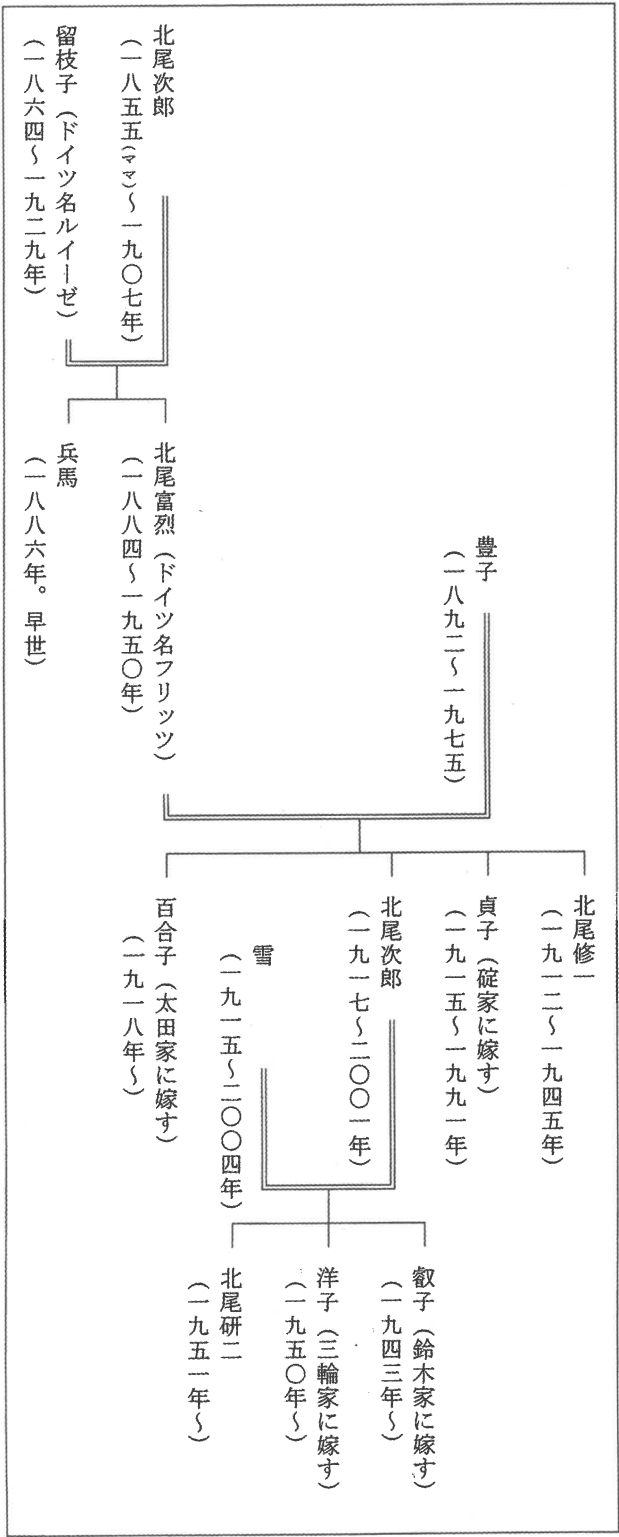 北尾次郎
（一八五五(ママ)〜一九〇七年）
留枝子（ドイツ名ルイーゼ）
（一八六四〜一九二九年）
豊子
（一八九二〜一九七五）
北尾富烈（ドイツ名フリッツ）
（一八八四〜一九五〇年）
兵馬
（一八八六年。早世）
北尾修一
（一九一二〜一九四五年）
貞子（碇家に嫁す）
（一九一五〜一九九一年）
北尾次郎
（一九一七〜二〇〇一年）
雪
（一九一五〜二〇〇四年）
百合子（太田家に嫁す）
（一九一八年〜）
叡子（鈴木家に嫁す）
（一九四三年〜）
洋子（三輪家に嫁す）
（一九五〇年〜）
北尾研二
（一九五一年〜）